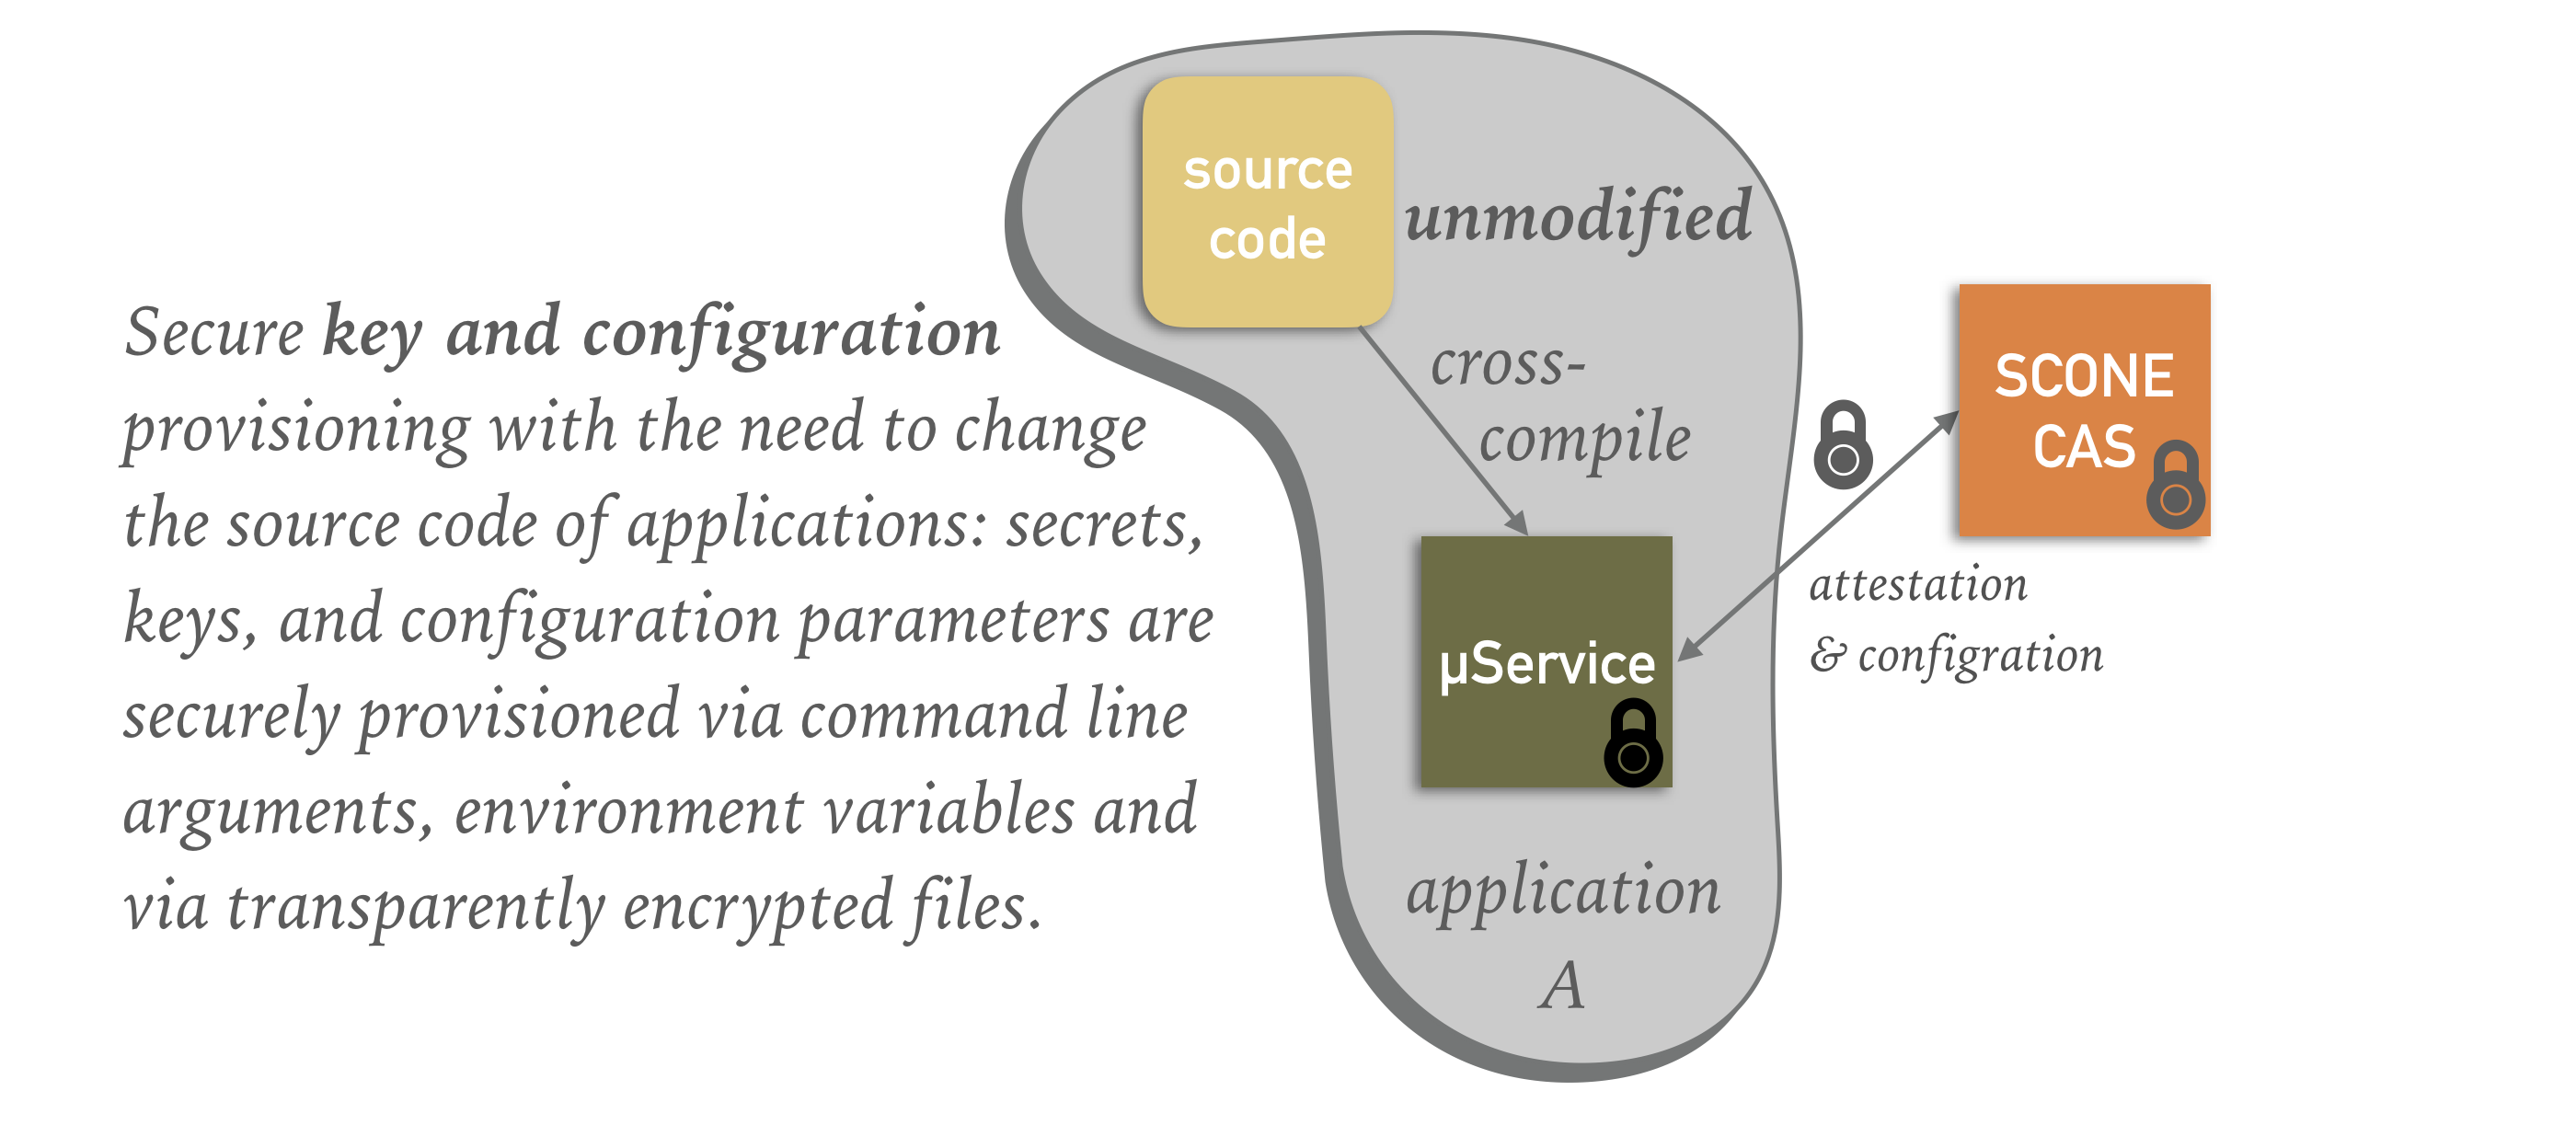 Secure key and configuration
provisioning with the need to change
the source code of applications: secrets,
keys, and configuration parameters are
securely provisioned via command line
arguments, environment variables and
via transparently encrypted files.
source
code
unmodified
cross-
compile
µService
application
A
SCONE
CAS
attestation
& configration